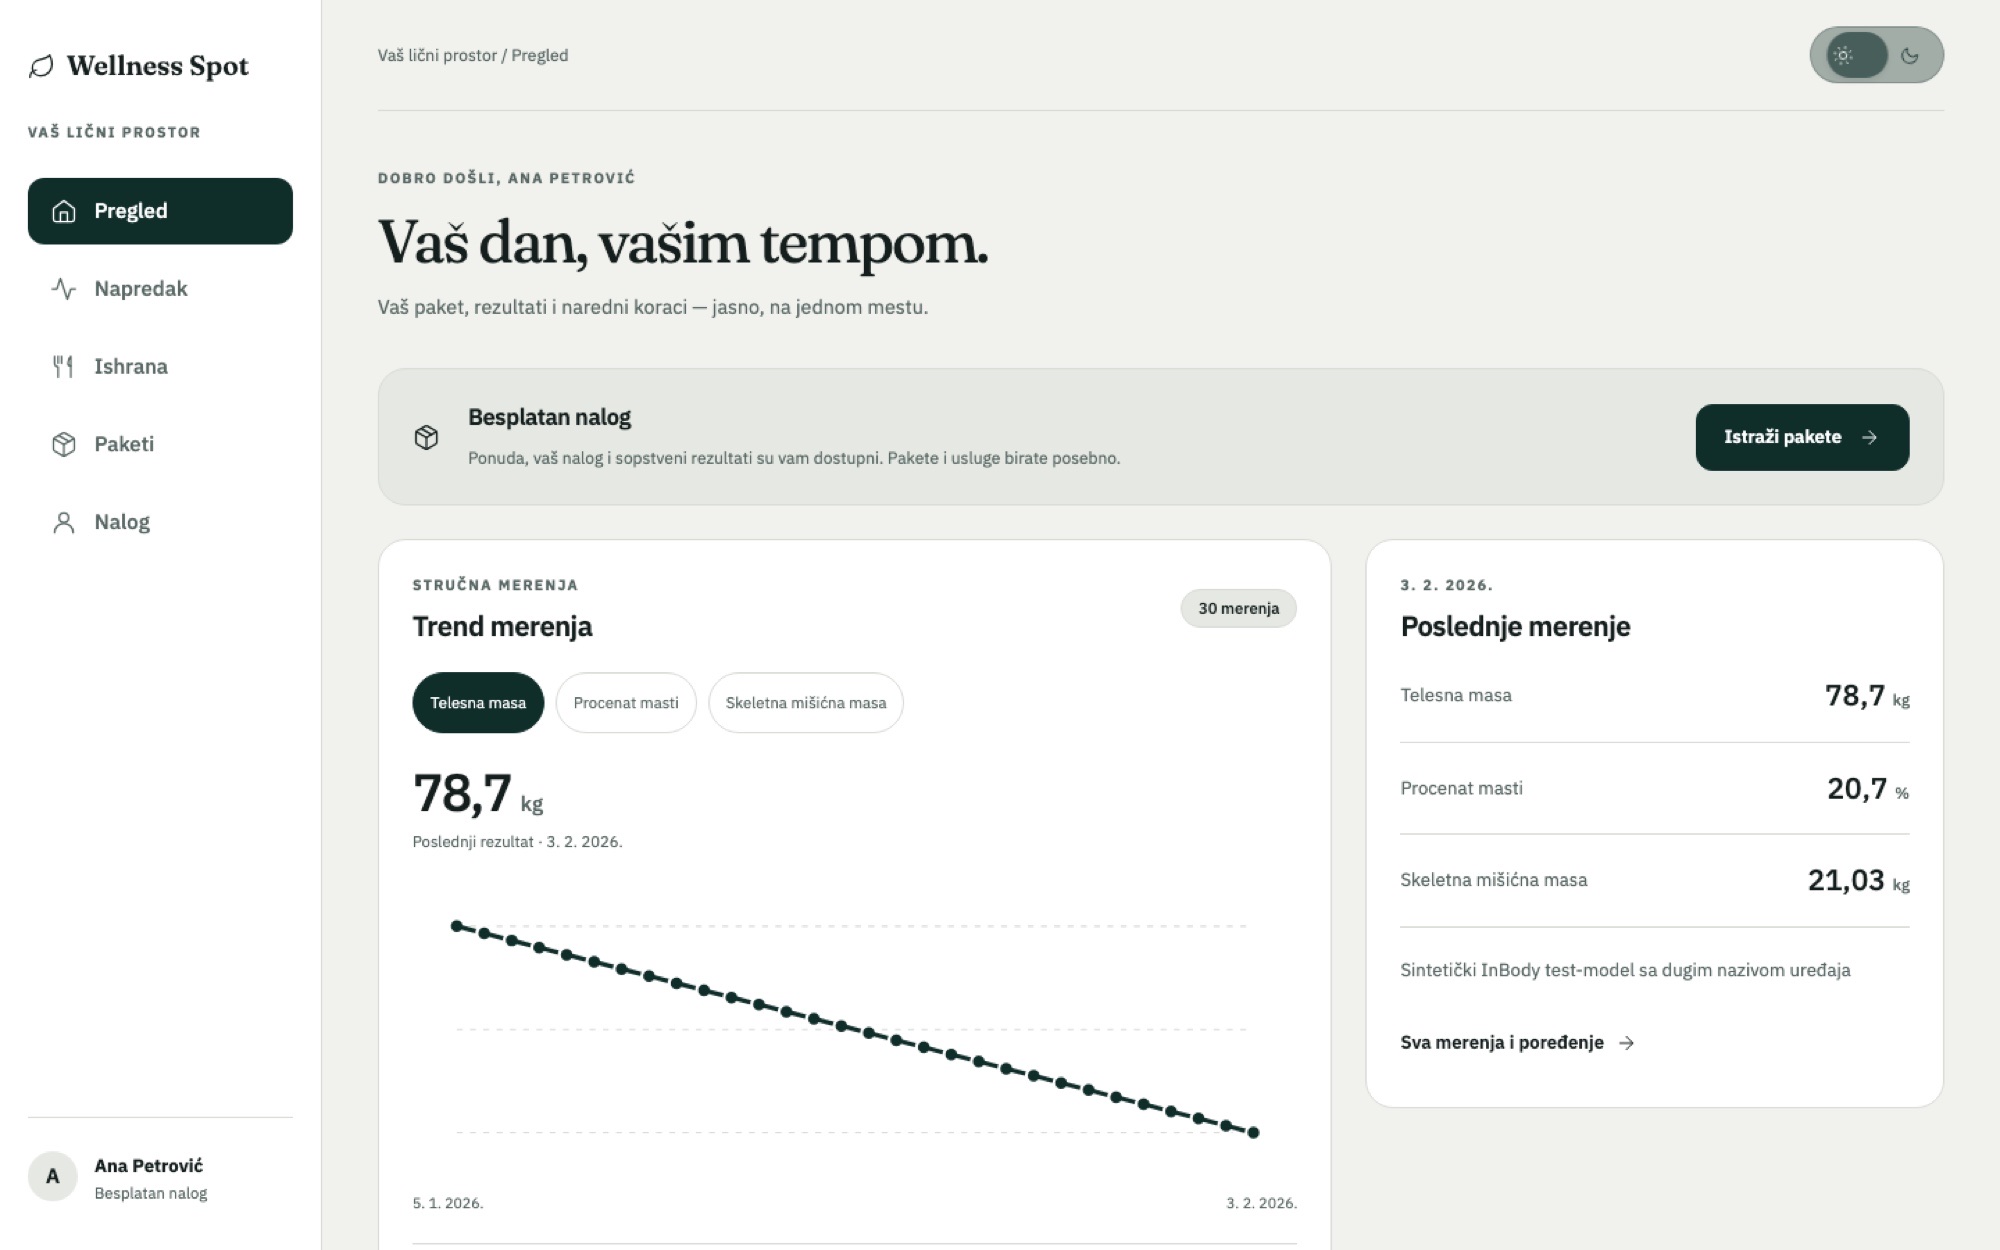 Wellness Spot
VAŠ LIČNI PROSTOR
Pregled
Napredak
Ishrana
Paketi
Nalog
A
Ana Petrović
Besplatan nalog
Vaš lični prostor / Pregled
DOBRO DOŠLI, ANA PETROVIĆ
Vaš dan, vašim tempom.
Vaš paket, rezultati i naredni koraci — jasno, na jednom mestu.
Besplatan nalog
Ponuda, vaš nalog i sopstveni rezultati su vam dostupni. Pakete i usluge birate posebno.
Istraži pakete
STRUČNA MERENJA
Trend merenja
30 merenja
Telesna masa
Procenat masti
Skeletna mišićna masa
78,7 kg
Poslednji rezultat · 3. 2. 2026.
5. 1. 2026.
3. 2. 2026.
3. 2. 2026.
Poslednje merenje
Telesna masa 78,7 kg
Procenat masti 20,7 %
Skeletna mišićna masa 21,03 kg
Sintetički InBody test-model sa dugim nazivom uređaja
Sva merenja i poređenje